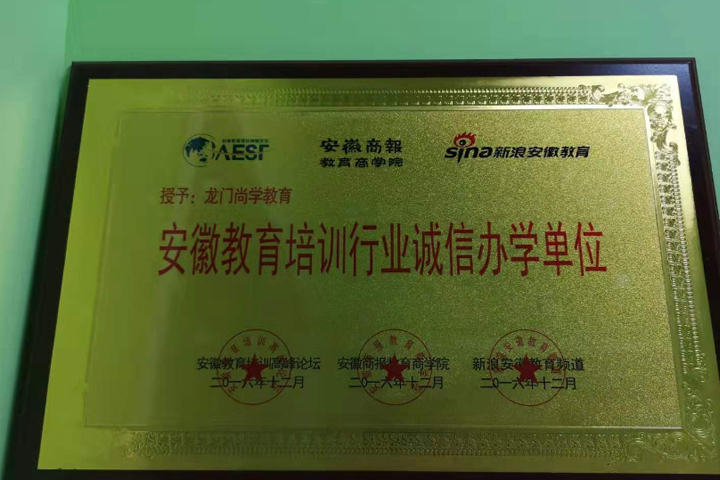 AESF
安徽商報
教育商学院
sina新浪安徽教育
授予：龙门尚学教育
安徽教育培训行业诚信办学单位
安徽教育培训高峰论坛
安徽商报教育商学院
新浪安徽教育频道
二〇一六年十二月
二〇一六年十二月
二〇一六年十二月